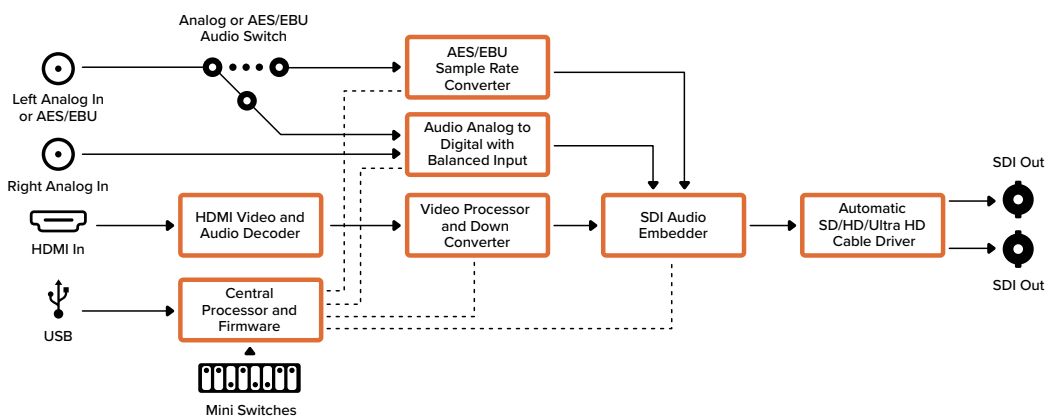 Analog or AES/EBU
Audio Switch
Left Analog In
or AES/EBU
AES/EBU
Sample Rate
Converter
Right Analog In
Audio Analog to
Digital with
Balanced Input
HDMI In
HDMI Video and
Audio Decoder
Video Processor
and Down
Converter
SDI Audio
Embedder
Automatic
SD/HD/Ultra HD
Cable Driver
SDI Out
SDI Out
USB
Central
Processor and
Firmware
Mini Switches